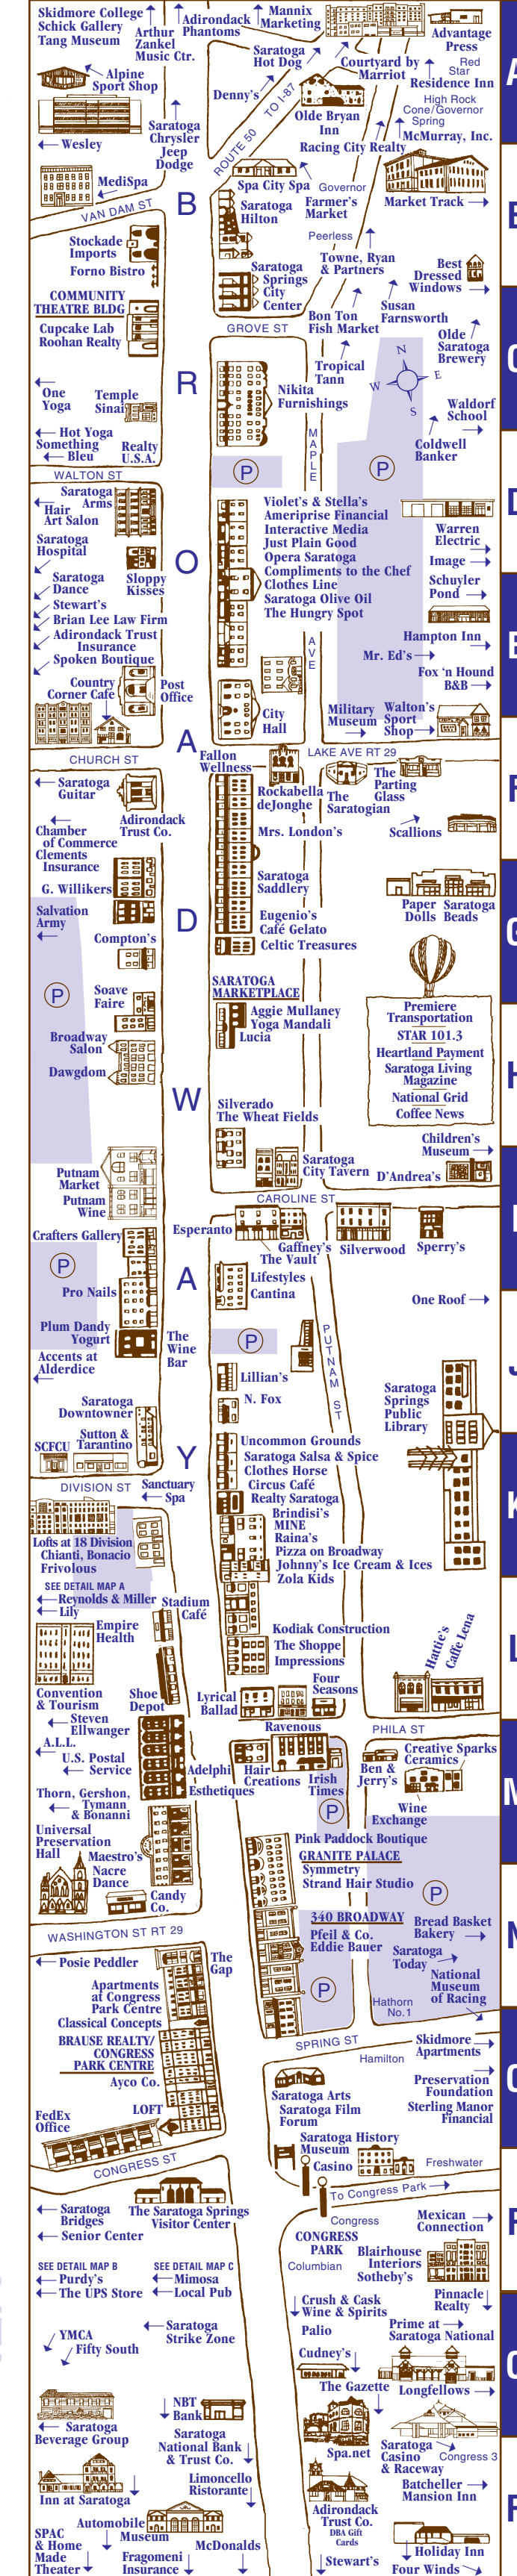 Skidmore College
Schick Gallery
Tang Museum
Arthur
Zankel
Music Ctr.
Adirondack
Phantoms
Mannix
Marketing
Advantage
Press
Saratoga
Hot Dog
Courtyard by
Marriot
Red
Star
Residence Inn
Alpine
Sport Shop
Denny's
TO I-87
ROUTE 50
Olde Bryan
Inn
High Rock
Cone/Governor
Spring
McMurray, Inc.
Racing City Realty
Wesley
Saratoga
Chrysler
Jeep
Dodge
A
MediSpa
VAN DAM ST
B
Spa City Spa
Governor
Saratoga
Hilton
Farmer's
Market
Market Track
Peerless
Stockade
Imports
Forno Bistro
Towne, Ryan
& Partners
Best
Dressed
Windows
B
Saratoga
Springs
City
Center
COMMUNITY
THEATRE BLDG
Cupcake Lab
Roohan Realty
Susan
Farnsworth
Bon Ton
Fish Market
GROVE ST
Olde
Saratoga
Brewery
N
E
S
W
Tropical
Tann
C
One
Yoga
Temple
Sinai
R
Nikita
Furnishings
Waldorf
School
Hot Yoga
Something
Bleu
Realty
U.S.A.
MAPLE
Coldwell
Banker
P
P
WALTON ST
Saratoga
Arms
Hair
Art Salon
Violet's & Stella's
Ameriprise Financial
Interactive Media
Just Plain Good
Opera Saratoga
Compliments to the Chef
Clothes Line
Saratoga Olive Oil
The Hungry Spot
Warren
Electric
D
Saratoga
Hospital
O
Image
Saratoga
Dance
Sloppy
Kisses
Schuyler
Pond
Stewart's
Brian Lee Law Firm
Adirondack Trust
Insurance
Spoken Boutique
AVE
Hampton Inn
Mr. Ed's
Fox 'n Hound
B&B
E
Country
Corner Cafe
Post
Office
City
Hall
Military
Museum
Walton's
Sport
Shop
A
CHURCH ST
Fallon
Wellness
LAKE AVE RT 29
Saratoga
Guitar
Rockabella
deJonghe
The
Saratogian
The
Parting
Glass
F
Adirondack
Trust Co.
Chamber
of Commerce
Clements
Insurance
Mrs. London's
Scallions
G. Willikers
Saratoga
Saddlery
Salvation
Army
D
Eugenio's
Café Gelato
Paper
Dolls
Saratoga
Beads
G
Compton's
Celtic Treasures
P
Soave
Faire
SARATOGA
MARKETPLACE
Aggie Mullaney
Yoga Mandali
Lucia
Premiere
Transportation
STAR 101.3
Heartland Payment
Saratoga Living
Magazine
National Grid
Coffee News
Broadway
Salon
Dawgdom
H
W
Silverado
The Wheat Fields
Children's
Museum
D'Andrea's
Putnam
Market
Putnam
Wine
Saratoga
City Tavern
CAROLINE ST
I
Crafters Gallery
Esperanto
Gaffney's
The Vault
Silverwood
Sperry's
P
A
Lifestyles
Cantina
Pro Nails
One Roof
Plum Dandy
Yogurt
The
Wine
Bar
P
PUTNAM ST
Accents at
Alderdice
Lillian's
J
Saratoga
Downtowner
N. Fox
Saratoga
Springs
Public
Library
SCFCU
Sutton &
Tarantino
Y
Uncommon Grounds
Saratoga Salsa & Spice
Clothes Horse
Circus Café
Realty Saratoga
Brindisi's
MINE
Raina's
Pizza on Broadway
Johnny's Ice Cream & Ices
Zola Kids
DIVISION ST
Sanctuary
Spa
K
Lofts at 18 Division
Chianti, Bonacio
Frivolous
SEE DETAIL MAP A
Reynolds & Miller
Lily
Stadium
Café
Empire
Health
Kodiak Construction
The Shoppe
Impressions
Hattie's
Caffe Lena
L
Four
Seasons
Convention
& Tourism
Shoe
Depot
Lyrical
Ballad
Steven
Ellwanger
Ravenous
PHILA ST
A.L.L.
U.S. Postal
Service
Adelphi
Esthetiques
Hair
Creations
Irish
Times
Ben &
Jerry's
Creative Sparks
Ceramics
M
Thorn, Gershon,
Tymann
& Bonanni
P
Wine
Exchange
Universal
Preservation
Hall
Maestro's
Pink Paddock Boutique
GRANITE PALACE
Symmetry
Strand Hair Studio
Nacre
Dance
Candy
Co.
P
340 BROADWAY
Pfeil & Co.
Eddie Bauer
Bread Basket
Bakery
N
WASHINGTON ST RT 29
Posie Peddler
The
Gap
Saratoga
Today
National
Museum
of Racing
Apartments
at Congress
Park Centre
Classical Concepts
P
Hathorn
No.1
BRAUSE REALTY/
CONGRESS
PARK CENTRE
SPRING ST
Skidmore
Apartments
Hamilton
Ayco Co.
Preservation
Foundation
O
LOFT
Saratoga Arts
Saratoga Film
Forum
Sterling Manor
Financial
FedEx
Office
Saratoga History
Museum
Casino
CONGRESS ST
Freshwater
To Congress Park
Saratoga
Bridges
The Saratoga Springs
Visitor Center
Congress
Mexican
Connection
P
Senior Center
CONGRESS
PARK
Columbian
Blairhouse
Interiors
Sotheby's
SEE DETAIL MAP B
SEE DETAIL MAP C
Purdy's
Mimosa
The UPS Store
Local Pub
Crush & Cask
Wine & Spirits
Pinnacle
Realty
Saratoga
Strike Zone
Palio
Prime at
Saratoga National
YMCA
Fifty South
Cudney's
Q
The Gazette
Longfellows
NBT
Bank
Saratoga
Beverage Group
Saratoga
National Bank
& Trust Co.
Spa.net
Saratoga
Casino
& Raceway
Congress 3
Limoncello
Ristorante
Batcheller
Mansion Inn
Inn at Saratoga
Adirondack
Trust Co.
DBA Gift
Cards
R
Automobile
Museum
SPAC
& Home
Made
Theater
McDonalds
Fragomeni
Insurance
Holiday Inn
Stewart's
Four Winds